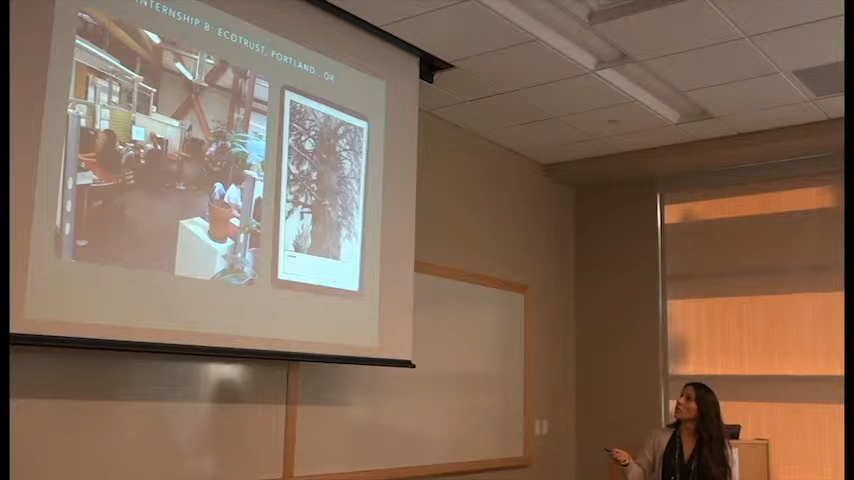 INTERNSHIP B: ECOTRUST, PORTLAND, OR